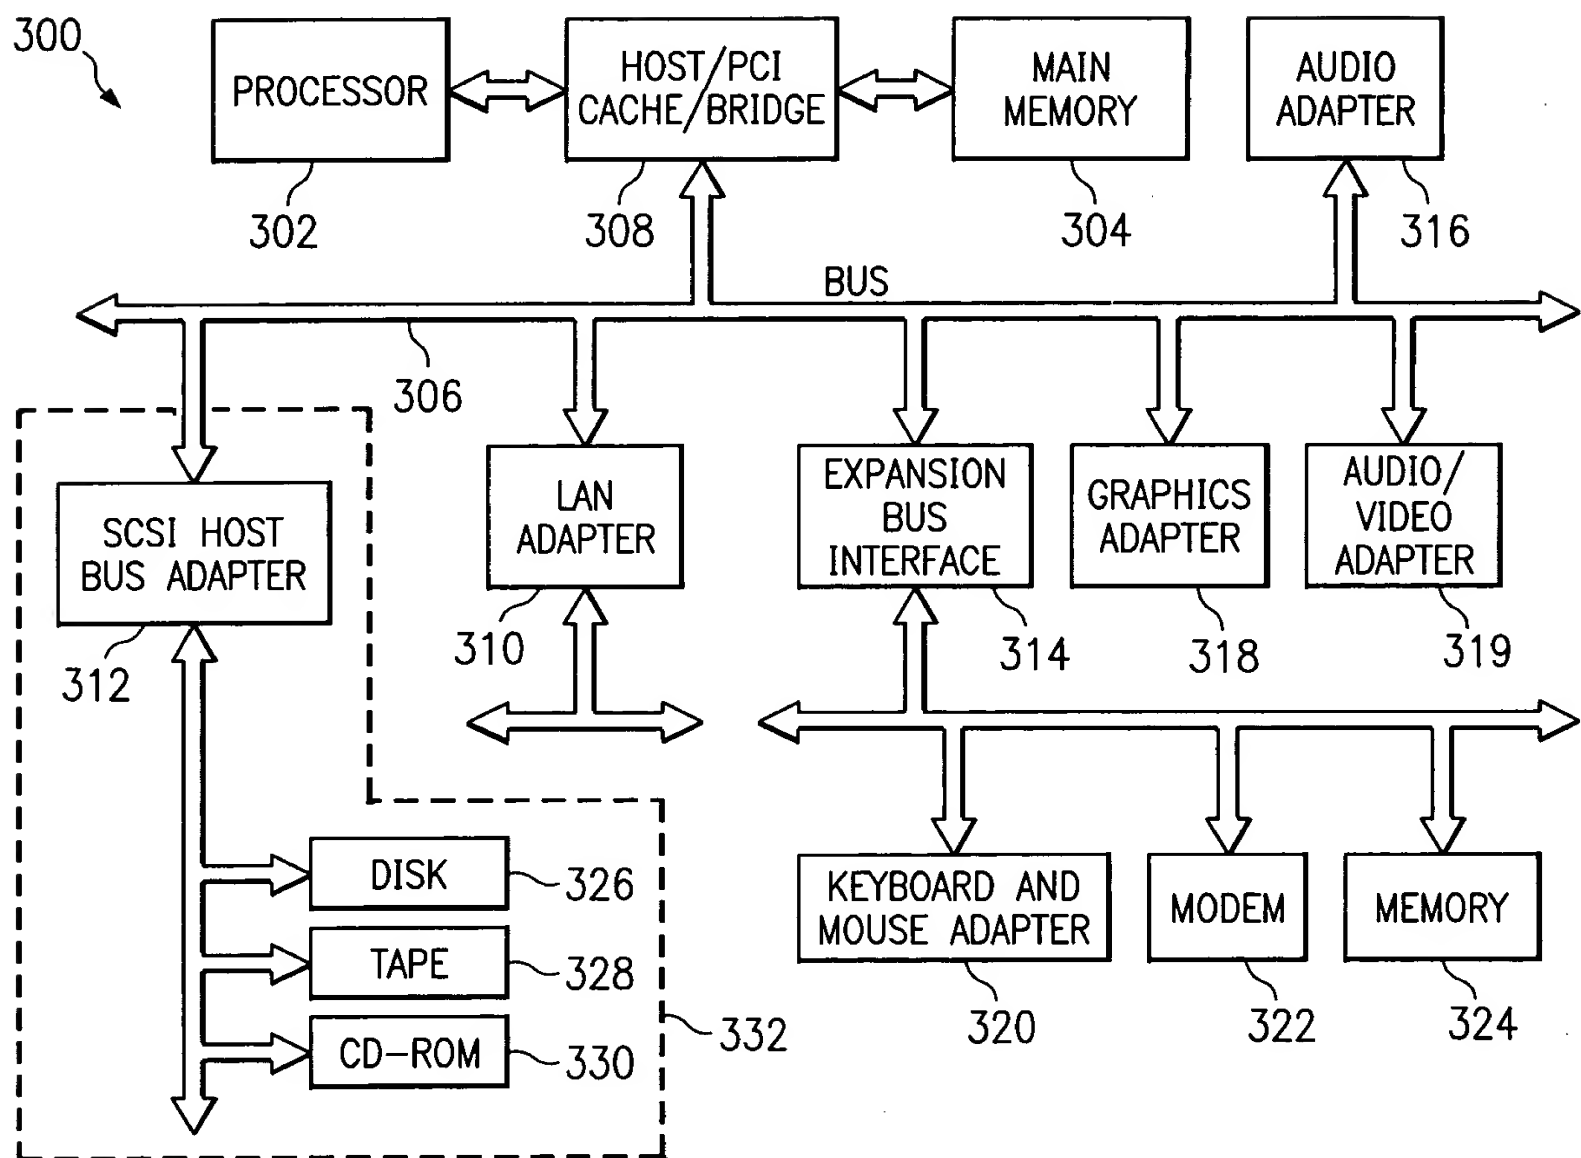 300
PROCESSOR
302
HOST/PCI
CACHE/BRIDGE
308
MAIN
MEMORY
304
AUDIO
ADAPTER
316
BUS
306
SCSI HOST
BUS ADAPTER
312
LAN
ADAPTER
310
EXPANSION
BUS
INTERFACE
314
GRAPHICS
ADAPTER
318
AUDIO/
VIDEO
ADAPTER
319
DISK
326
TAPE
328
CD-ROM
330
332
KEYBOARD AND
MOUSE ADAPTER
320
MODEM
322
MEMORY
324